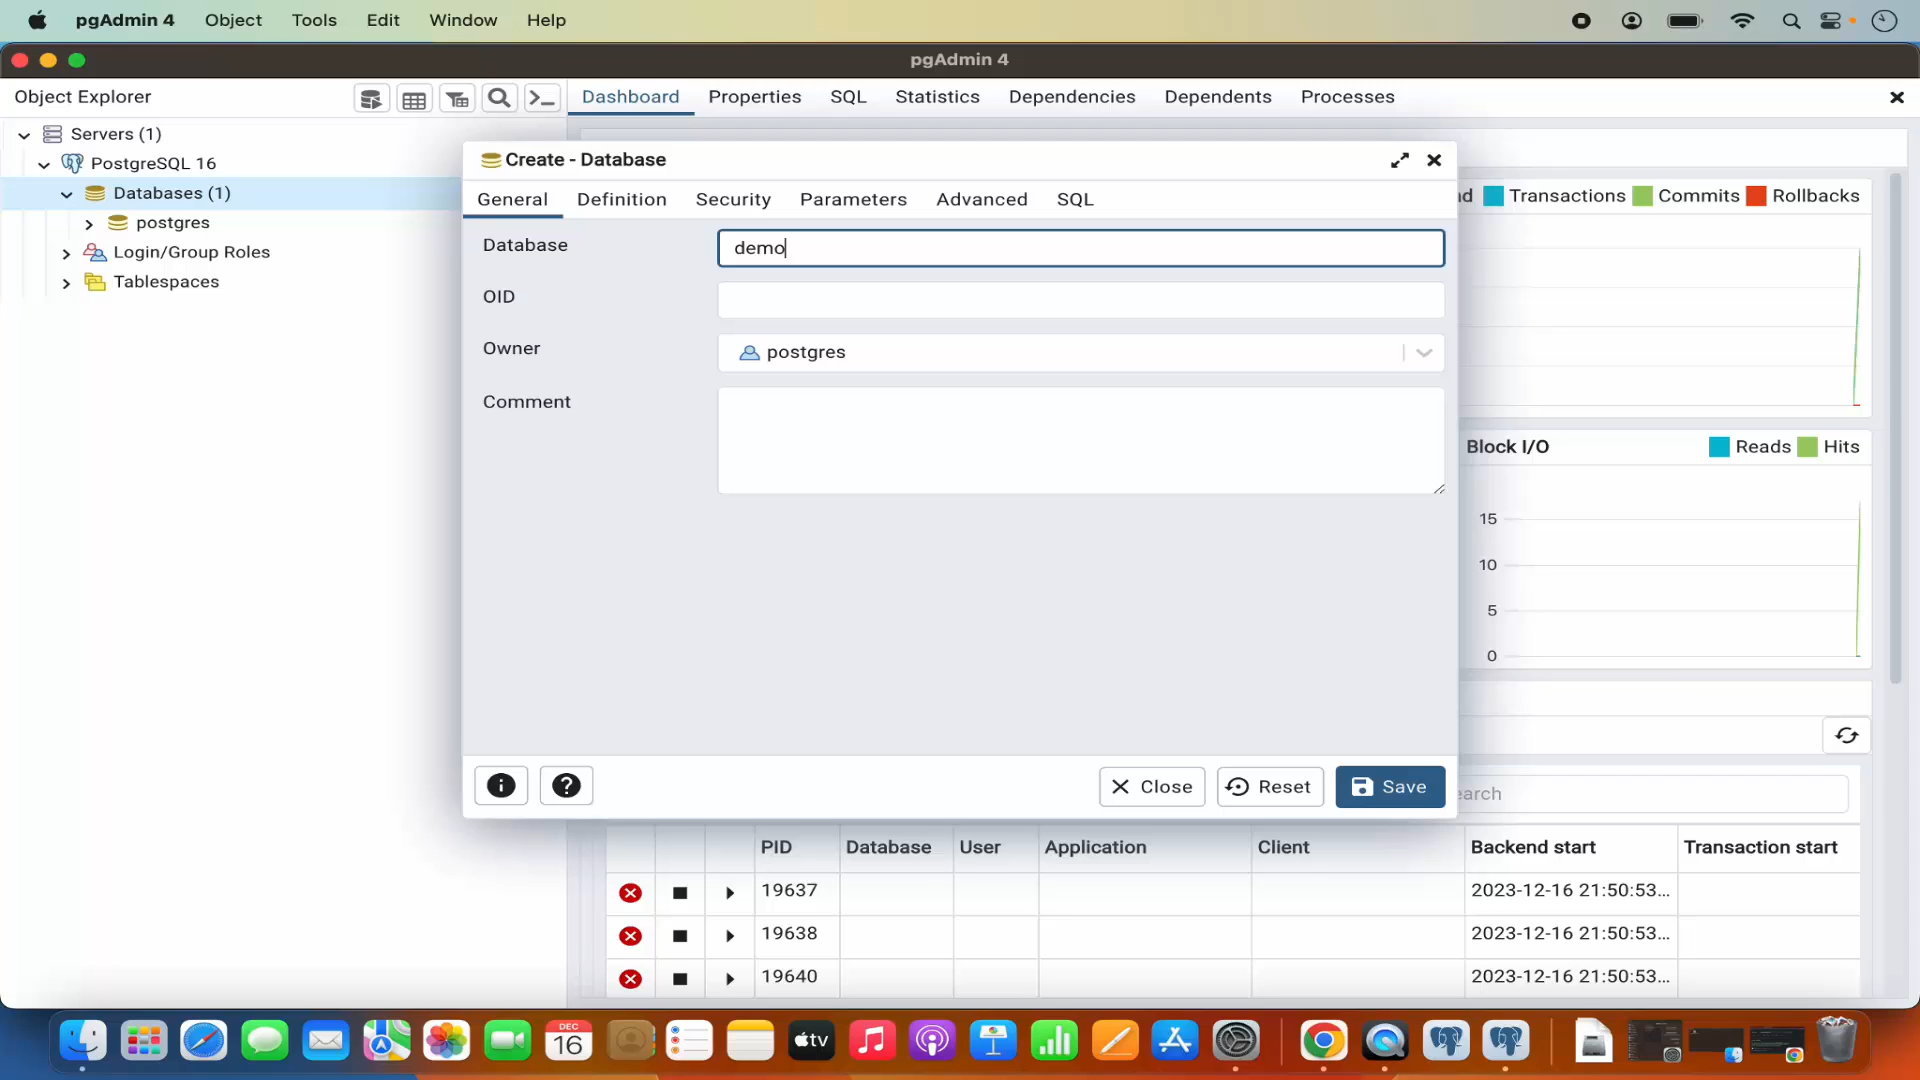 pgAdmin 4 Object Tools Edit Window Help
pgAdmin 4
Object Explorer
Dashboard Properties SQL Statistics Dependencies Dependents Processes
Servers (1)
PostgreSQL 16
Databases (1)
postgres
Login/Group Roles
Tablespaces
Create - Database
General Definition Security Parameters Advanced SQL
Database demo
OID
Owner postgres
Comment
Close Reset Save
Transactions Commits Rollbacks
Block I/O Reads Hits
15
10
5
0
PID Database User Application Client Backend start Transaction start
19637 2023-12-16 21:50:53...
19638 2023-12-16 21:50:53...
19640 2023-12-16 21:50:53...
DEC
16
tv